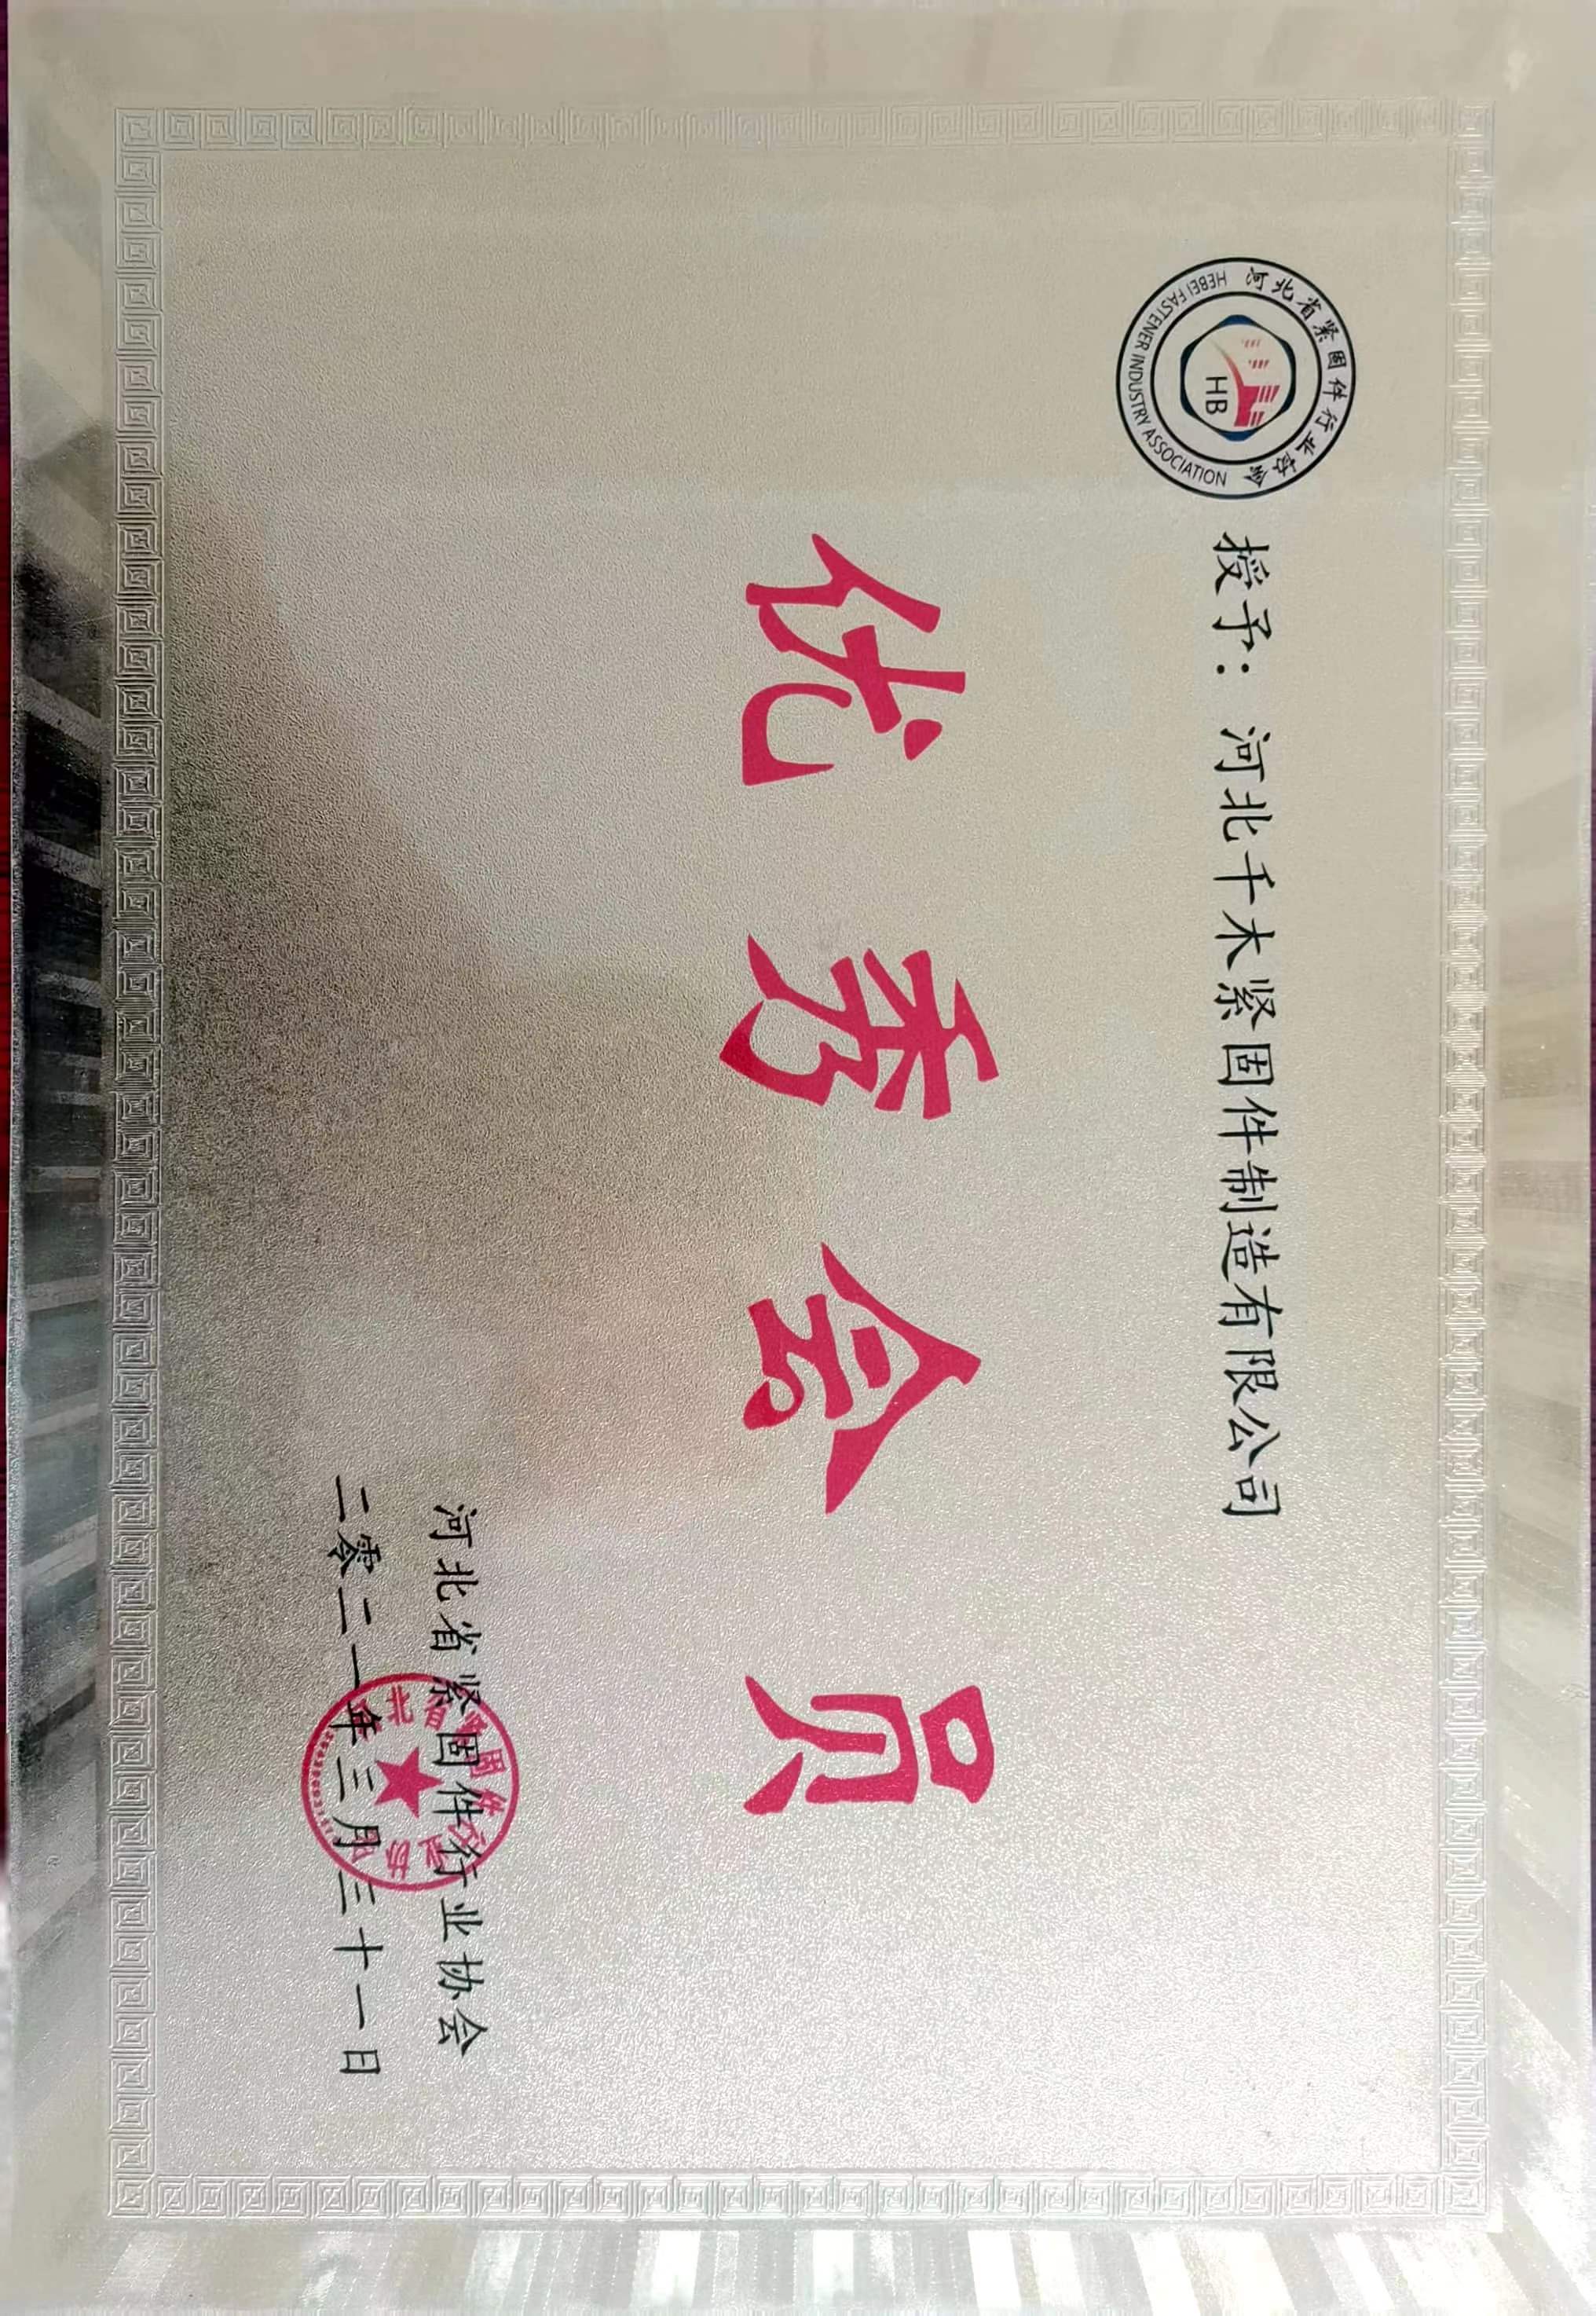 河北省紧固件行业协会
HEBEI FASTENER INDUSTRY ASSOCIATION
HB
授予：河北千木紧固件制造有限公司
优秀会员
河北省紧固件行业协会
二零二一年三月三十一日